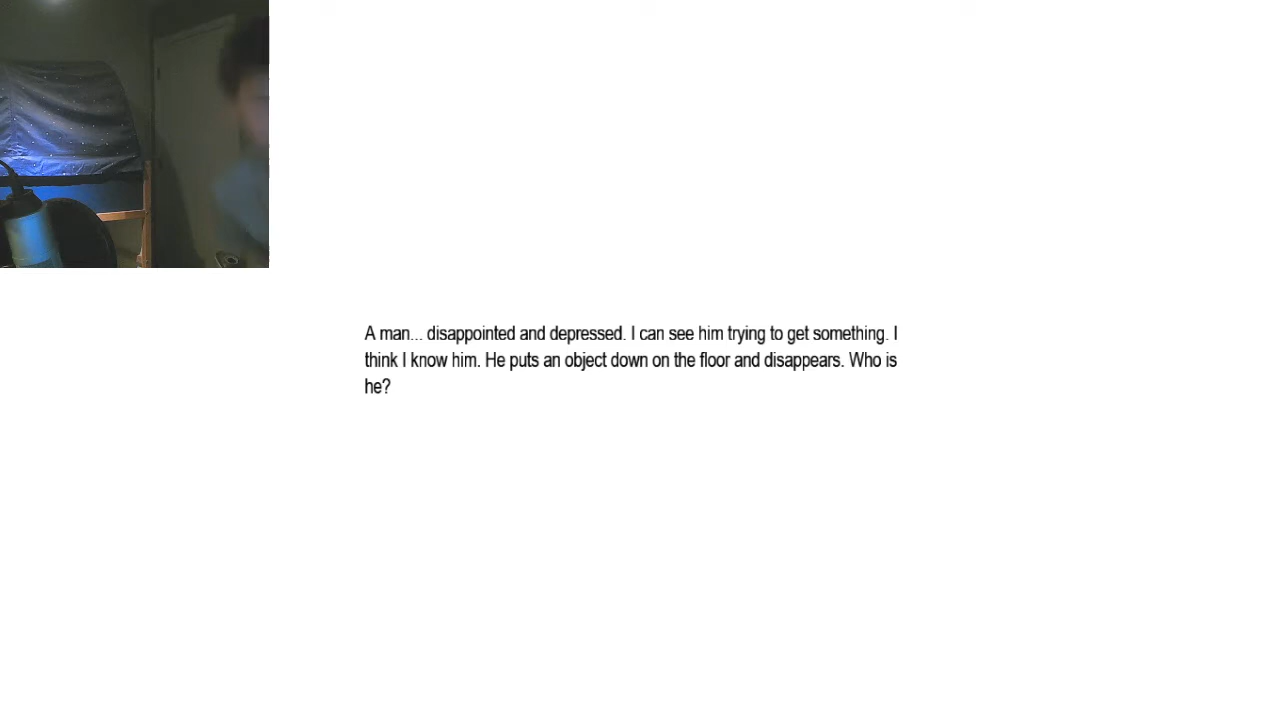 A man... disappointed and depressed. I can see him trying to get something. I
think I know him. He puts an object down on the floor and disappears. Who is
he?